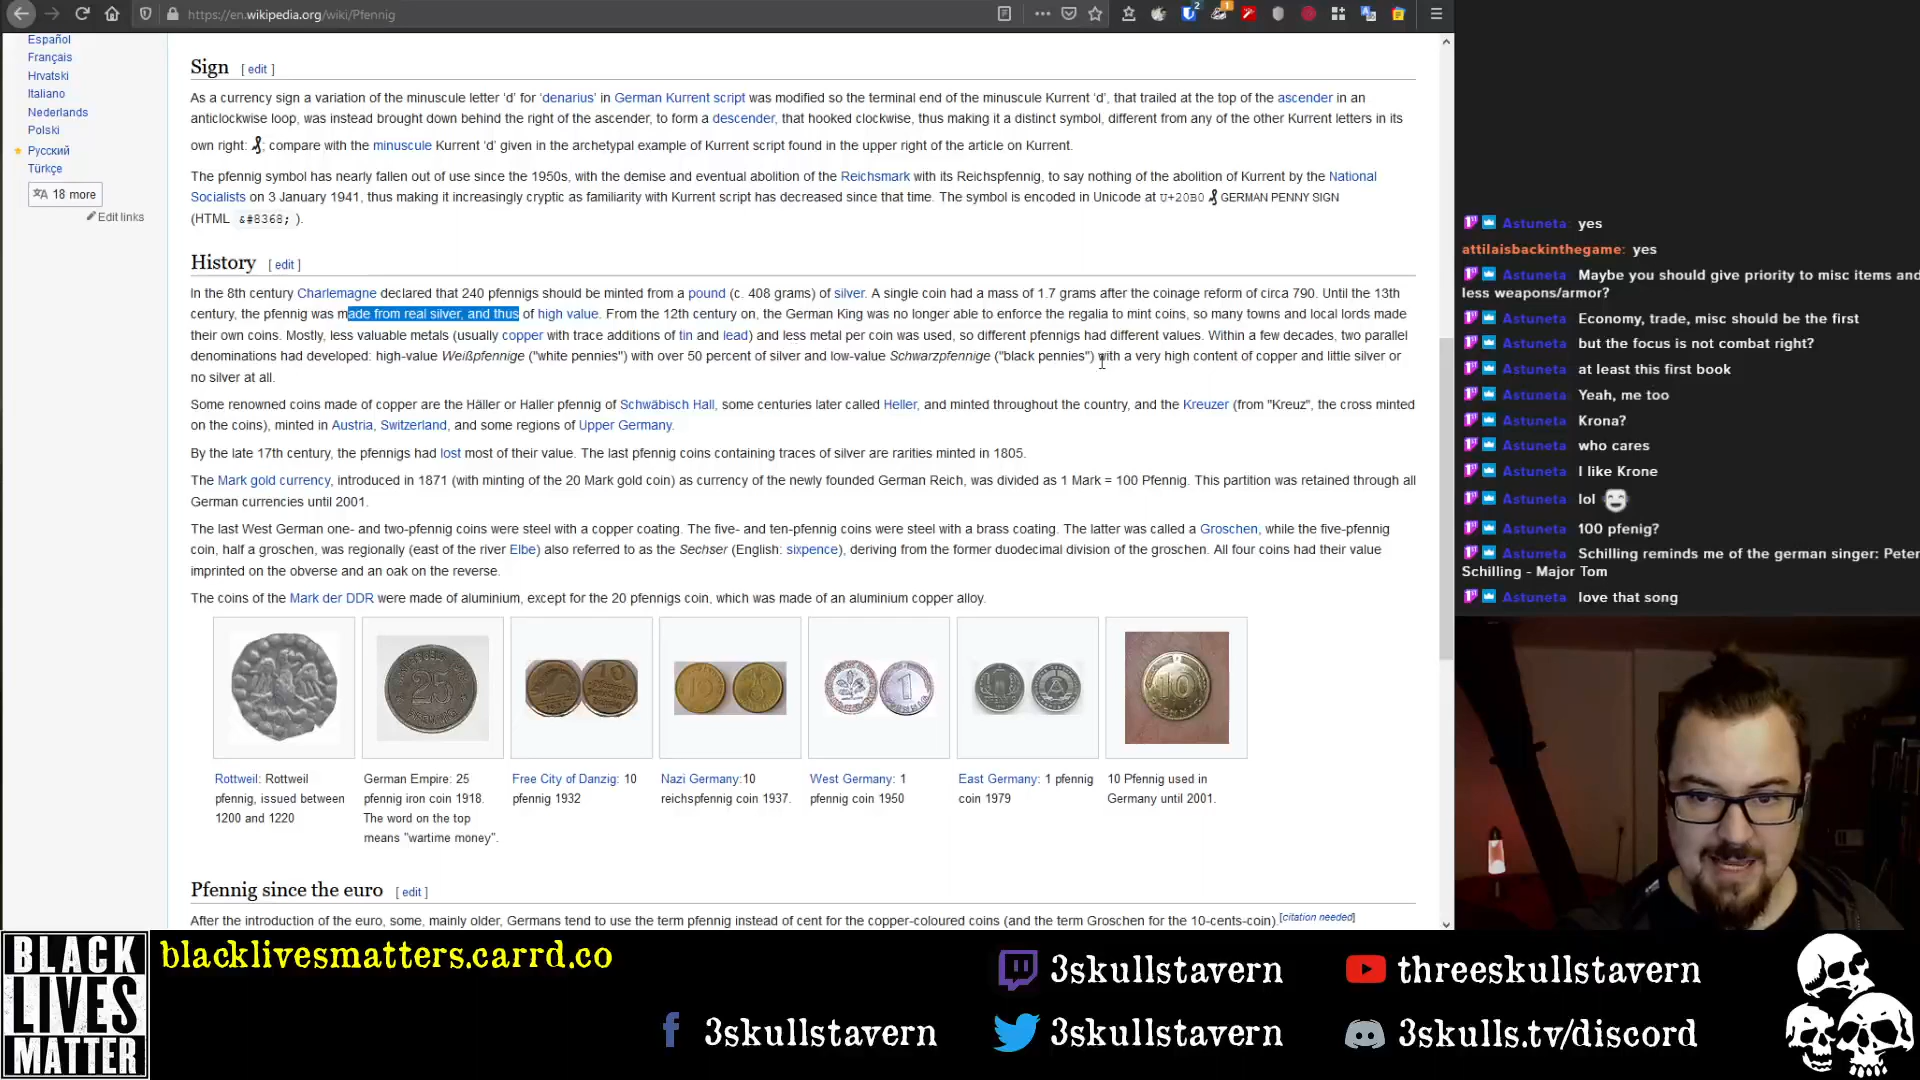 https://en.wikipedia.org/wiki/Pfennig
Español
Français
Hrvatski
Italiano
Nederlands
Polski
Русский
Türkçe
18 more
Edit links
Sign [ edit ]
As a currency sign a variation of the minuscule letter 'd' for 'denarius' in German Kurrent script was modified so the terminal end of the minuscule Kurrent 'd', that trailed at the top of the ascender in an
anticlockwise loop, was instead brought down behind the right of the ascender, to form a descender, that hooked clockwise, thus making it a distinct symbol, different from any of the other Kurrent letters in its
own right: ₰; compare with the minuscule Kurrent 'd' given in the archetypal example of Kurrent script found in the upper right of the article on Kurrent.
The pfennig symbol has nearly fallen out of use since the 1950s, with the demise and eventual abolition of the Reichsmark with its Reichspfennig, to say nothing of the abolition of Kurrent by the National
Socialists on 3 January 1941, thus making it increasingly cryptic as familiarity with Kurrent script has decreased since that time. The symbol is encoded in Unicode at U+20B0 ₰ GERMAN PENNY SIGN
(HTML &#8368; ).
History [ edit ]
In the 8th century Charlemagne declared that 240 pfennigs should be minted from a pound (c. 408 grams) of silver. A single coin had a mass of 1.7 grams after the coinage reform of circa 790. Until the 13th
century, the pfennig was made from real silver, and thus of high value. From the 12th century on, the German King was no longer able to enforce the regalia to mint coins, so many towns and local lords made
their own coins. Mostly, less valuable metals (usually copper with trace additions of tin and lead) and less metal per coin was used, so different pfennigs had different values. Within a few decades, two parallel
denominations had developed: high-value Weißpfennige ("white pennies") with over 50 percent of silver and low-value Schwarzpfennige ("black pennies") with a very high content of copper and little silver or
no silver at all.
Some renowned coins made of copper are the Häller or Haller pfennig of Schwäbisch Hall, some centuries later called Heller, and minted throughout the country, and the Kreuzer (from "Kreuz", the cross minted
on the coins), minted in Austria, Switzerland, and some regions of Upper Germany.
By the late 17th century, the pfennigs had lost most of their value. The last pfennig coins containing traces of silver are rarities minted in 1805.
The Mark gold currency, introduced in 1871 (with minting of the 20 Mark gold coin) as currency of the newly founded German Reich, was divided as 1 Mark = 100 Pfennig. This partition was retained through all
German currencies until 2001.
The last West German one- and two-pfennig coins were steel with a copper coating. The five- and ten-pfennig coins were steel with a brass coating. The latter was called a Groschen, while the five-pfennig
coin, half a groschen, was regionally (east of the river Elbe) also referred to as the Sechser (English: sixpence), deriving from the former duodecimal division of the groschen. All four coins had their value
imprinted on the obverse and an oak on the reverse.
The coins of the Mark der DDR were made of aluminium, except for the 20 pfennigs coin, which was made of an aluminium copper alloy.
25
10
10
1
1
10
Rottweil: Rottweil
pfennig, issued between
1200 and 1220
German Empire: 25
pfennig iron coin 1918.
The word on the top
means "wartime money".
Free City of Danzig: 10
pfennig 1932
Nazi Germany:10
reichspfennig coin 1937.
West Germany: 1
pfennig coin 1950
East Germany: 1 pfennig
coin 1979
10 Pfennig used in
Germany until 2001.
Pfennig since the euro [ edit ]
After the introduction of the euro, some, mainly older, Germans tend to use the term pfennig instead of cent for the copper-coloured coins (and the term Groschen for the 10-cents-coin).[citation needed]
Astuneta: yes
attilaisbackinthegame: yes
Astuneta: Maybe you should give priority to misc items and
less weapons/armor?
Astuneta: Economy, trade, misc should be the first
Astuneta: but the focus is not combat right?
Astuneta: at least this first book
Astuneta: Yeah, me too
Astuneta: Krona?
Astuneta: who cares
Astuneta: I like Krone
Astuneta: lol
Astuneta: 100 pfenig?
Astuneta: Schilling reminds me of the german singer: Peter
Schilling - Major Tom
Astuneta: love that song
BLACK
LIVES
MATTER
blacklivesmatters.carrd.co
3skullstavern
threeskullstavern
3skullstavern
3skullstavern
3skulls.tv/discord